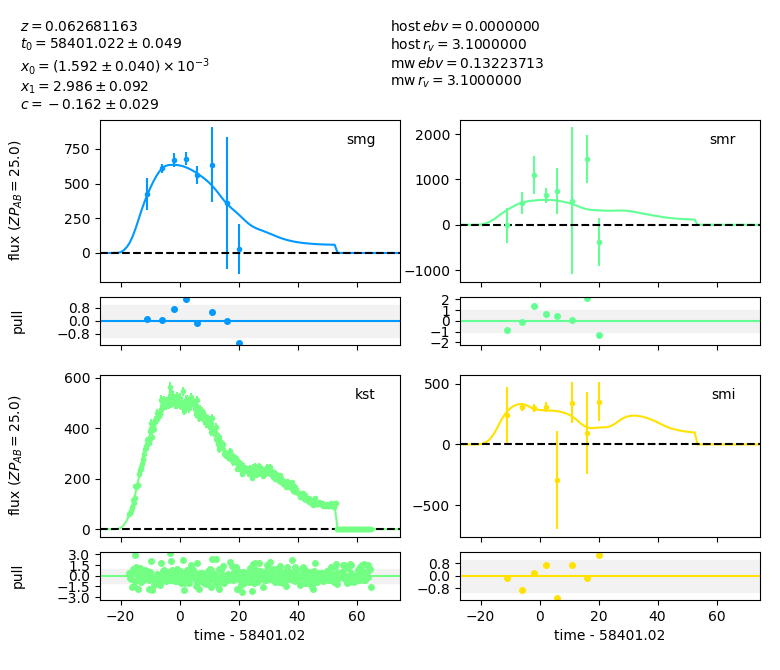 z = 0.062681163
t₀ = 58401.022 ± 0.049
x₀ = (1.592 ± 0.040) × 10⁻³
x₁ = 2.986 ± 0.092
c = −0.162 ± 0.029
host ebv = 0.0000000
host r_v = 3.1000000
mw ebv = 0.13223713
mw r_v = 3.1000000
flux (ZP_AB = 25.0)
750
500
250
0
smg
2000
1000
0
−1000
smr
pull
0.8
0.0
−0.8
2
1
0
−1
−2
flux (ZP_AB = 25.0)
600
400
200
0
kst
500
0
−500
smi
pull
3.0
1.5
0.0
−1.5
−3.0
0.8
0.0
−0.8
−20 0 20 40 60
−20 0 20 40 60
time - 58401.02
time - 58401.02